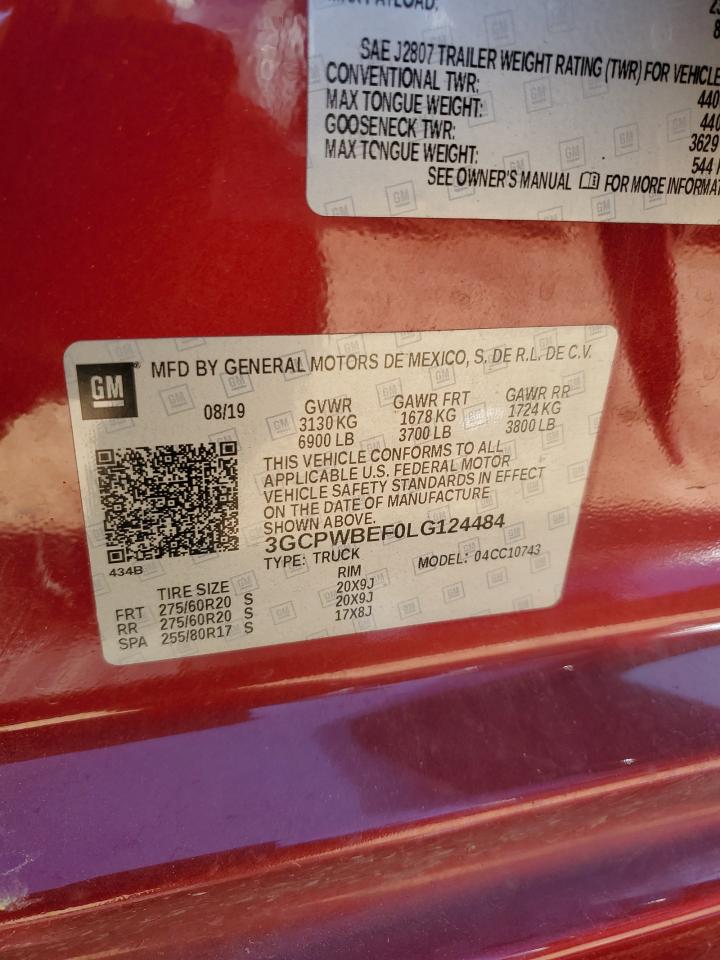 SAE J2807 TRAILER WEIGHT RATING (TWR) FOR VEHICLE
CONVENTIONAL TWR: 440
MAX TONGUE WEIGHT: 440
GOOSENECK TWR: 3629
MAX TONGUE WEIGHT: 544
SEE OWNER'S MANUAL FOR MORE INFORMAT
GM
MFD BY GENERAL MOTORS DE MEXICO, S. DE R.L. DE C.V.
08/19 GVWR GAWR FRT GAWR RR
3130 KG 1678 KG 1724 KG
6900 LB 3700 LB 3800 LB
THIS VEHICLE CONFORMS TO ALL
APPLICABLE U.S. FEDERAL MOTOR
VEHICLE SAFETY STANDARDS IN EFFECT
ON THE DATE OF MANUFACTURE
SHOWN ABOVE.
3GCPWBEF0LG124484
TYPE: TRUCK MODEL: 04CC10743
434B
TIRE SIZE RIM
FRT 275/60R20 S 20X9J
RR 275/60R20 S 20X9J
SPA 255/80R17 S 17X8J